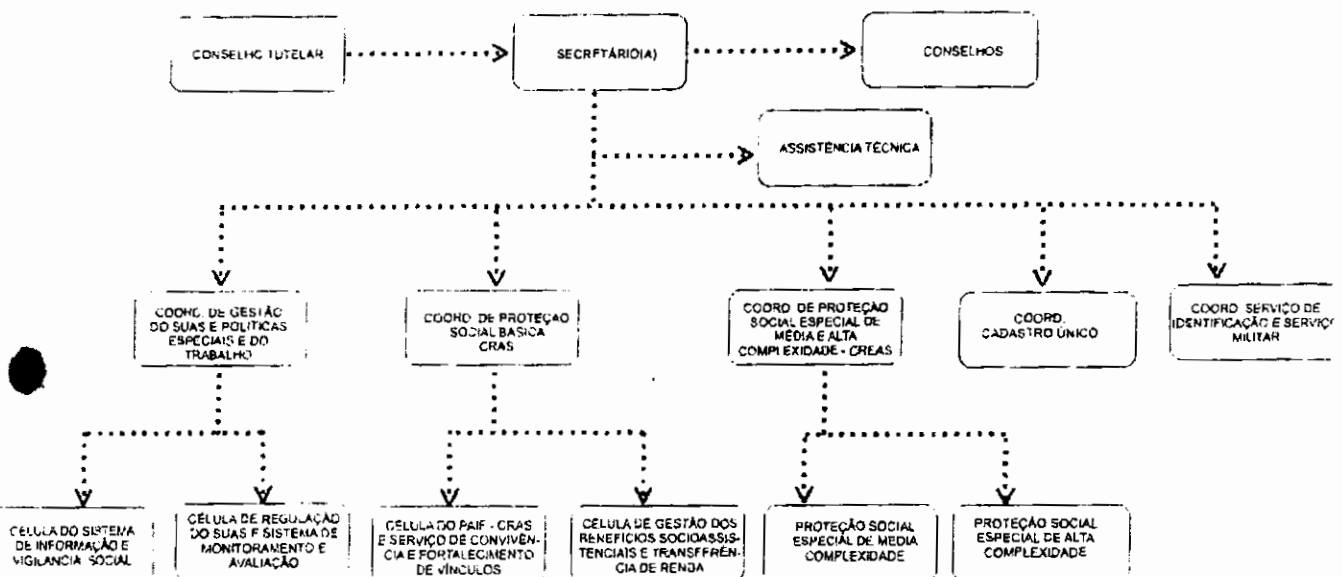 CONSELHO TUTELAR
SECRETÁRIO(A)
CONSELHOS
ASSISTÊNCIA TÉCNICA
COORD. DE GESTÃO
DO SUAS E POLÍTICAS
ESPECIAIS E DO
TRABALHO
COORD. DE PROTEÇÃO
SOCIAL BÁSICA
CRAS
COORD. DE PROTEÇÃO
SOCIAL ESPECIAL DE
MÉDIA E ALTA
COMPLEXIDADE - CREAS
COORD.
CADASTRO ÚNICO
COORD SERVIÇO DE
IDENTIFICAÇÃO E SERVIÇO
MILITAR
CÉLULA DO SISTEMA
DE INFORMAÇÃO E
VIGILANCIA SOCIAL
CÉLULA DE REGULAÇÃO
DO SUAS E SISTEMA DE
MONITORAMENTO E
AVALIAÇÃO
CÉLULA DO PAIF - CRAS
E SERVIÇO DE CONVIVÊN-
CIA E FORTALECIMENTO
DE VÍNCULOS
CÉLULA DE GESTÃO DOS
BENEFÍCIOS SOCIOASSIS-
TENCIAIS E TRANSFERÊN-
CIA DE RENDA
PROTEÇÃO SOCIAL
ESPECIAL DE MEDIA
COMPLEXIDADE
PROTEÇÃO SOCIAL
ESPECIAL DE ALTA
COMPLEXIDADE